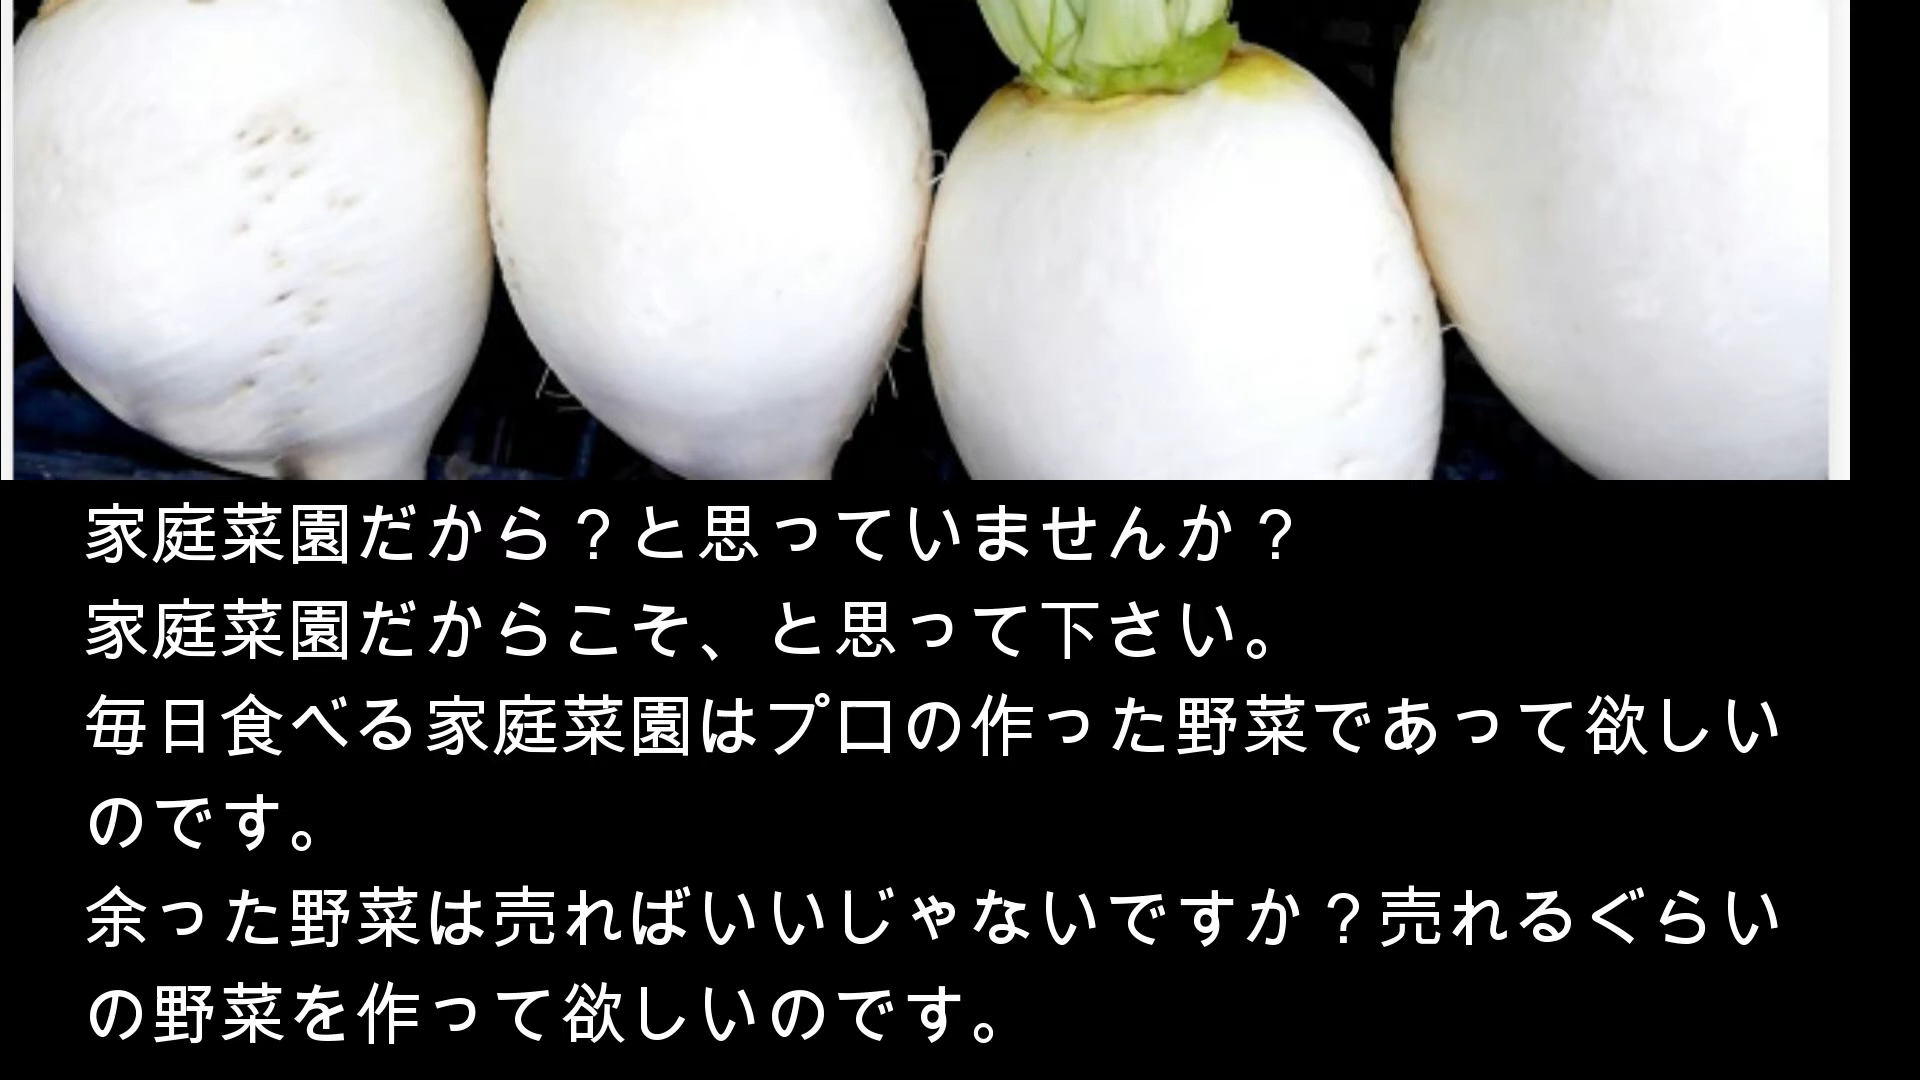 家庭菜園だから？と思っていませんか？
家庭菜園だからこそ、と思って下さい。
毎日食べる家庭菜園はプロの作った野菜であって欲しい
のです。
余った野菜は売ればいいじゃないですか？売れるぐらい
の野菜を作って欲しいのです。